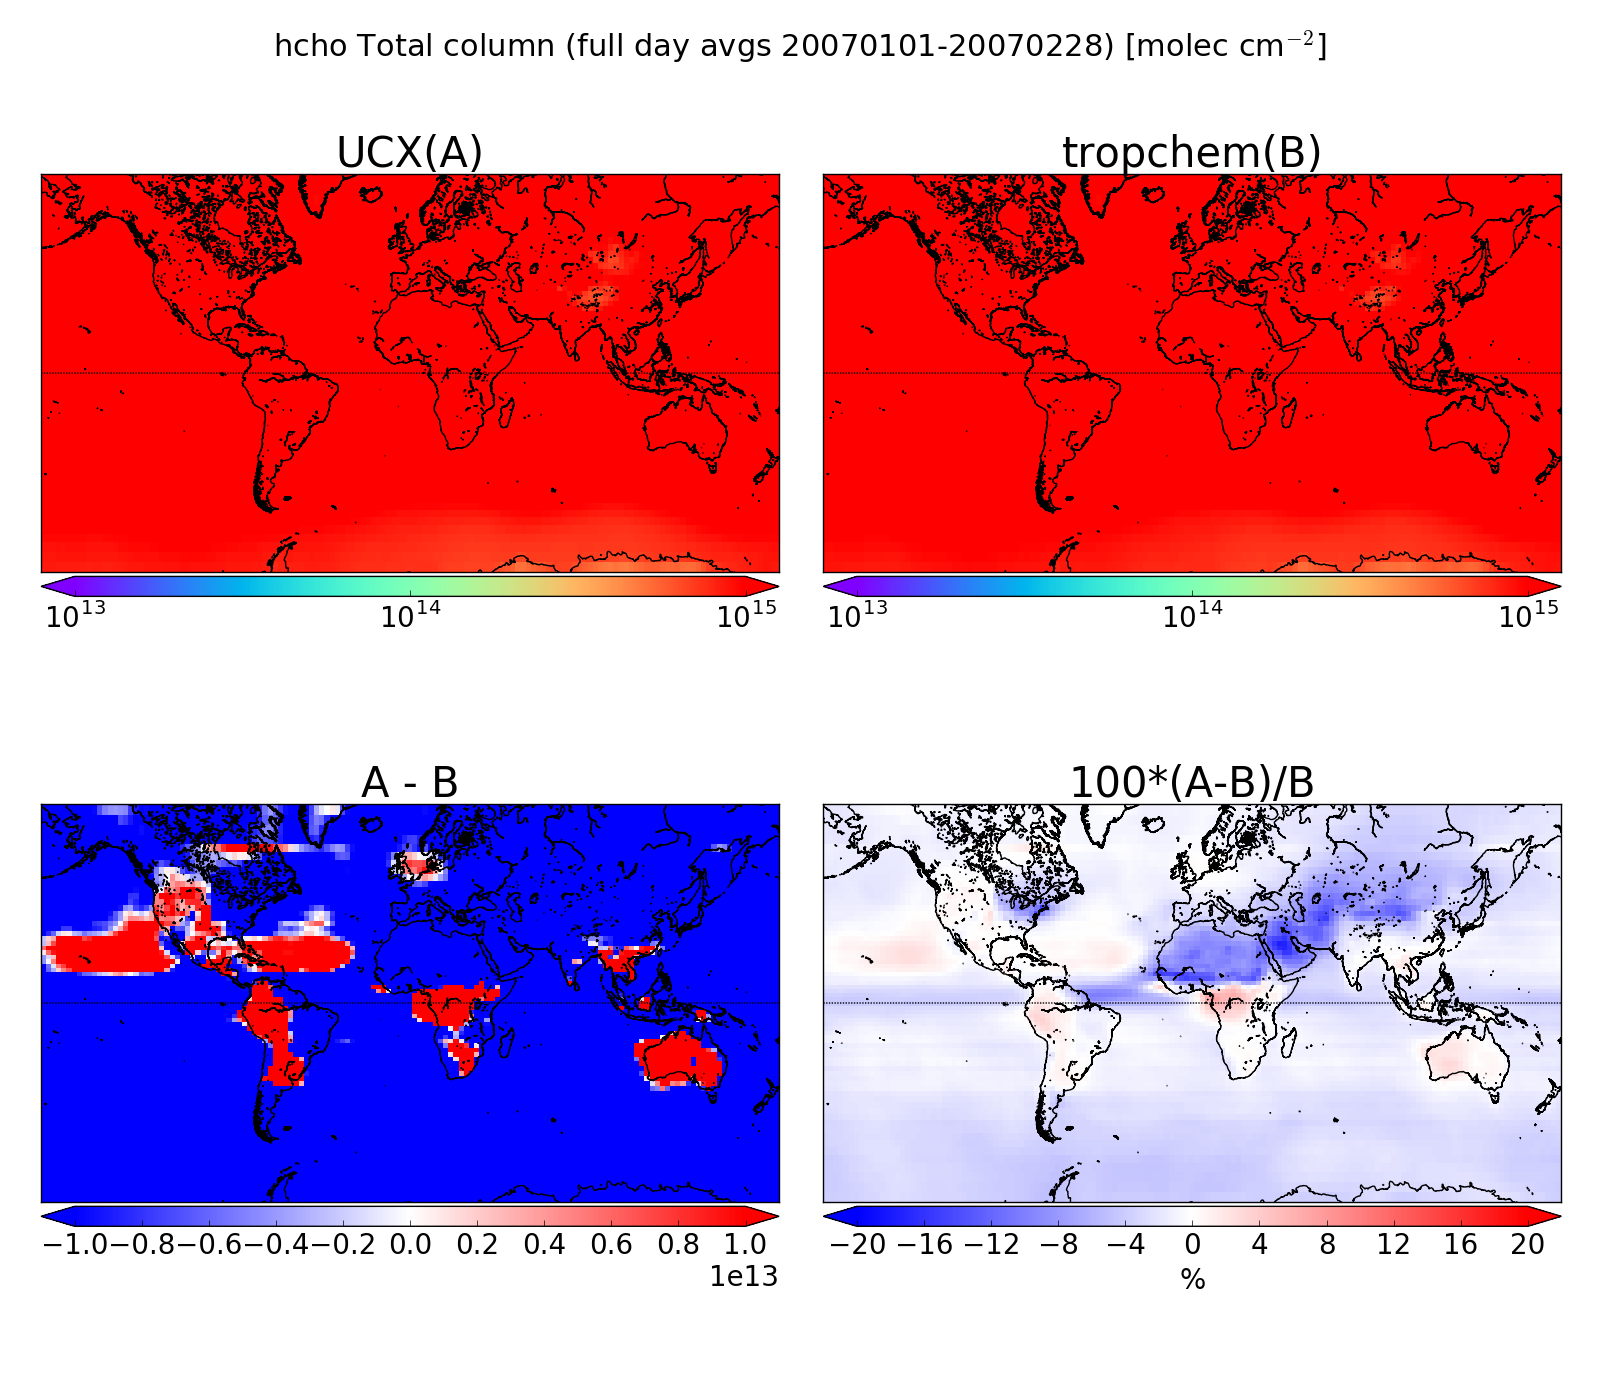 hcho Total column (full day avgs 20070101-20070228) [molec cm⁻²]
UCX(A) tropchem(B)
10¹³ 10¹⁴ 10¹⁵ 10¹³ 10¹⁴ 10¹⁵
A - B 100*(A-B)/B
−1.0 −0.8 −0.6 −0.4 −0.2 0.0 0.2 0.4 0.6 0.8 1.0 −20 −16 −12 −8 −4 0 4 8 12 16 20
1e13 %